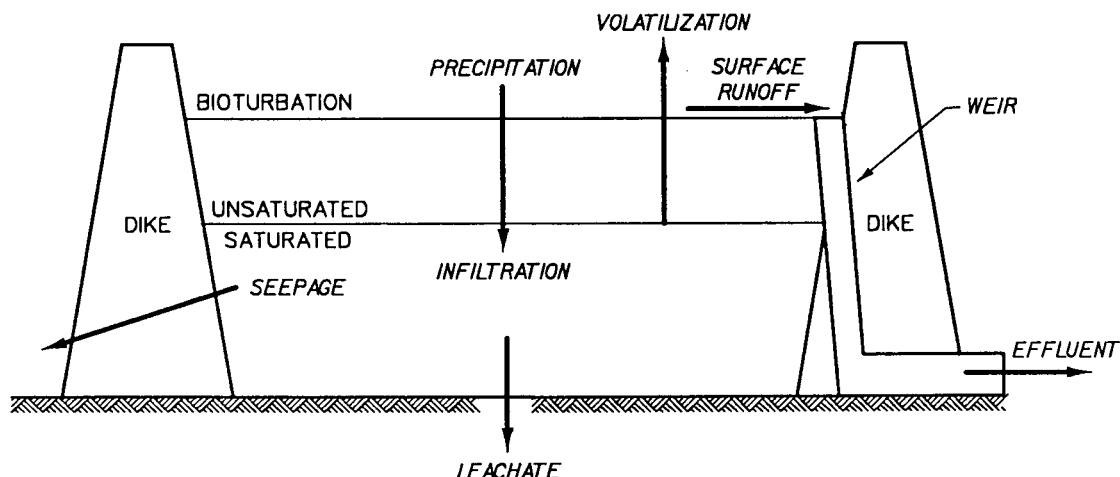 VOLATILIZATION
PRECIPITATION
SURFACE
RUNOFF
BIOTURBATION
WEIR
UNSATURATED
DIKE
DIKE
SATURATED
INFILTRATION
SEEPAGE
EFFLUENT
LEACHATE